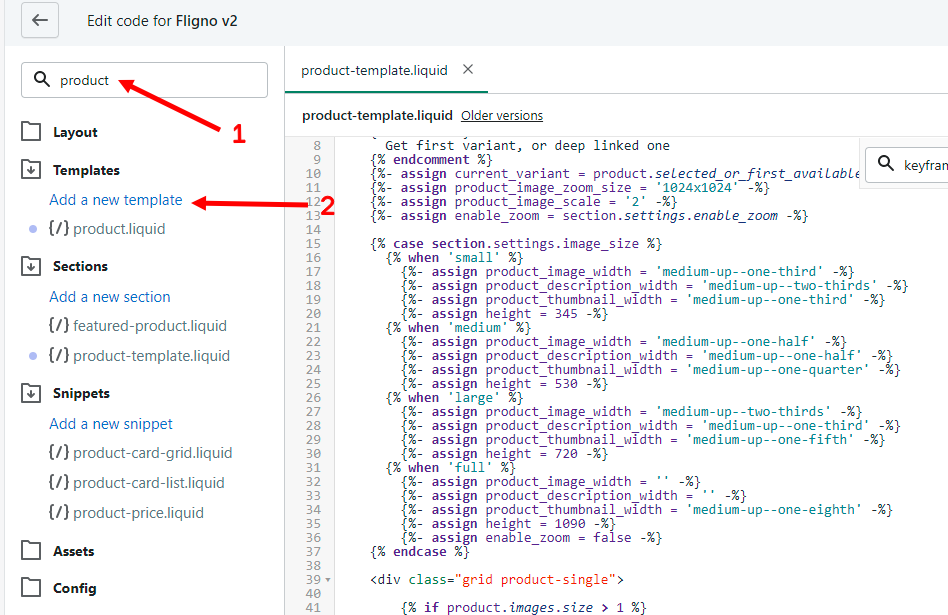 Edit code for Fligno v2
product
1
Layout
Templates
Add a new template
2
{/} product.liquid
Sections
Add a new section
{/} featured-product.liquid
{/} product-template.liquid
Snippets
Add a new snippet
{/} product-card-grid.liquid
{/} product-card-list.liquid
{/} product-price.liquid
Assets
Config
product-template.liquid ×
product-template.liquid Older versions
keyfram
8 Get first variant, or deep linked one
9 {% endcomment %}
10 {%- assign current_variant = product.selected_or_first_available
11 {%- assign product_image_zoom_size = '1024x1024' -%}
12 {%- assign product_image_scale = '2' -%}
13 {%- assign enable_zoom = section.settings.enable_zoom -%}
14
15 {% case section.settings.image_size %}
16 {% when 'small' %}
17 {%- assign product_image_width = 'medium-up--one-third' -%}
18 {%- assign product_description_width = 'medium-up--two-thirds' -%}
19 {%- assign product_thumbnail_width = 'medium-up--one-third' -%}
20 {%- assign height = 345 -%}
21 {% when 'medium' %}
22 {%- assign product_image_width = 'medium-up--one-half' -%}
23 {%- assign product_description_width = 'medium-up--one-half' -%}
24 {%- assign product_thumbnail_width = 'medium-up--one-quarter' -%}
25 {%- assign height = 530 -%}
26 {% when 'large' %}
27 {%- assign product_image_width = 'medium-up--two-thirds' -%}
28 {%- assign product_description_width = 'medium-up--one-third' -%}
29 {%- assign product_thumbnail_width = 'medium-up--one-fifth' -%}
30 {%- assign height = 720 -%}
31 {% when 'full' %}
32 {%- assign product_image_width = '' -%}
33 {%- assign product_description_width = '' -%}
34 {%- assign product_thumbnail_width = 'medium-up--one-eighth' -%}
35 {%- assign height = 1090 -%}
36 {%- assign enable_zoom = false -%}
37 {% endcase %}
38
39 <div class="grid product-single">
40
41 {% if product.images.size > 1 %}